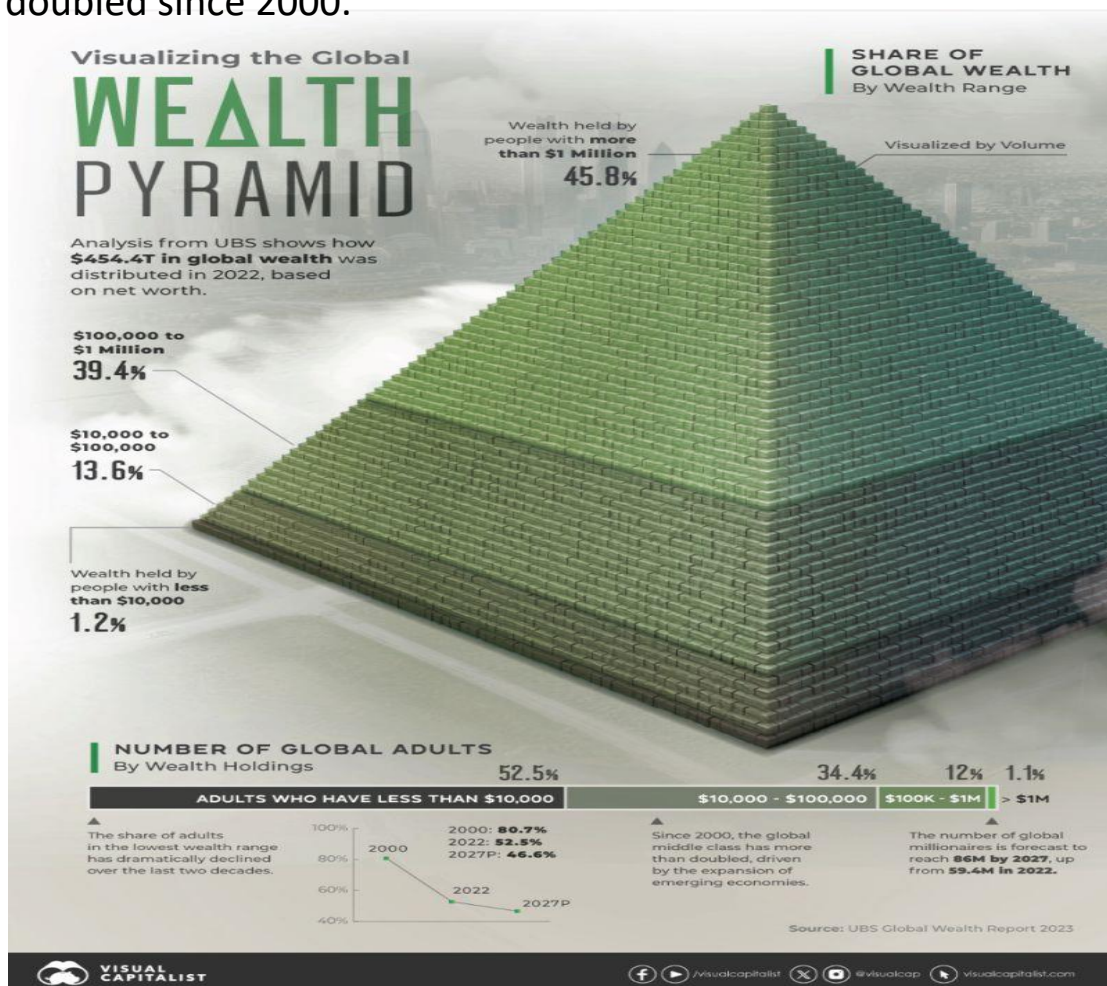 doubled since 2000.
Visualizing the Global
WEALTH
PYRAMID
Analysis from UBS shows how
$454.4T in global wealth was
distributed in 2022, based
on net worth.
SHARE OF
GLOBAL WEALTH
By Wealth Range
Visualized by Volume
Wealth held by
people with more
than $1 Million
45.8%
$100,000 to
$1 Million
39.4%
$10,000 to
$100,000
13.6%
Wealth held by
people with less
than $10,000
1.2%
NUMBER OF GLOBAL ADULTS
By Wealth Holdings
52.5%
34.4%
12%
1.1%
ADULTS WHO HAVE LESS THAN $10,000
$10,000 - $100,000
$100K - $1M
> $1M
The share of adults
in the lowest wealth range
has dramatically declined
over the last two decades.
100%
80%
60%
40%
2000
2022
2027P
2000: 80.7%
2022: 52.5%
2027P: 46.6%
Since 2000, the global
middle class has more
than doubled, driven
by the expansion of
emerging economies.
The number of global
millionaires is forecast to
reach 86M by 2027, up
from 59.4M in 2022.
Source: UBS Global Wealth Report 2023
VISUAL
CAPITALIST
/visualcapitalist
@visualcap
visualcapitalist.com